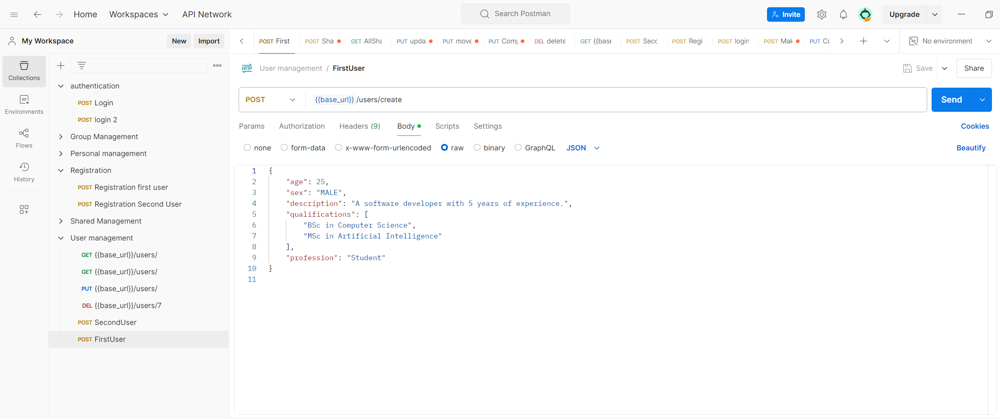 Home Workspaces API Network Search Postman Invite Upgrade
My Workspace New Import POST First POST Sha GET AllSha PUT upda PUT move PUT Comp DEL delete GET {{base POST Secc POST Regi POST login POST Mak PUT Co No environment
Collections
Environments
Flows
History
authentication
POST Login
POST login 2
Group Management
Personal management
Registration
POST Registration first user
POST Registration Second User
Shared Management
User management
GET {{base_url}}/users/
GET {{base_url}}/users/
PUT {{base_url}}/users/
DEL {{base_url}}/users/7
POST SecondUser
POST FirstUser
HTTP User management / FirstUser Save Share
POST {{base_url}}/users/create Send
Params Authorization Headers (9) Body Scripts Settings Cookies
none form-data x-www-form-urlencoded raw binary GraphQL JSON Beautify
1 {
2 "age": 25,
3 "sex": "MALE",
4 "description": "A software developer with 5 years of experience.",
5 "qualifications": [
6 "BSc in Computer Science",
7 "MSc in Artificial Intelligence"
8 ],
9 "profession": "Student"
10 }
11